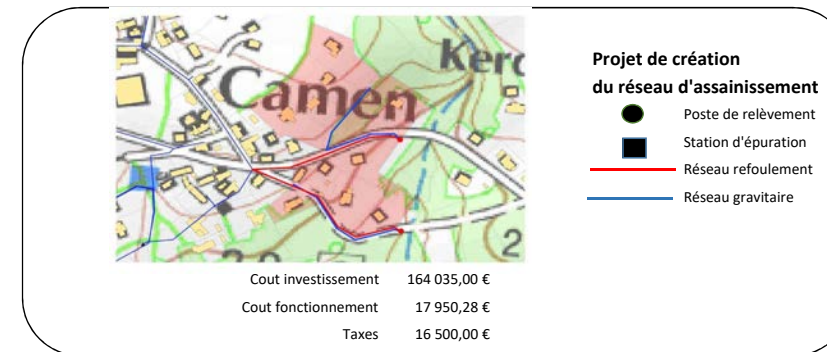 Camen
Projet de création
du réseau d'assainissement
Poste de relèvement
Station d'épuration
Réseau refoulement
Réseau gravitaire
2
Cout investissement 164 035,00 €
Cout fonctionnement 17 950,28 €
Taxes 16 500,00 €